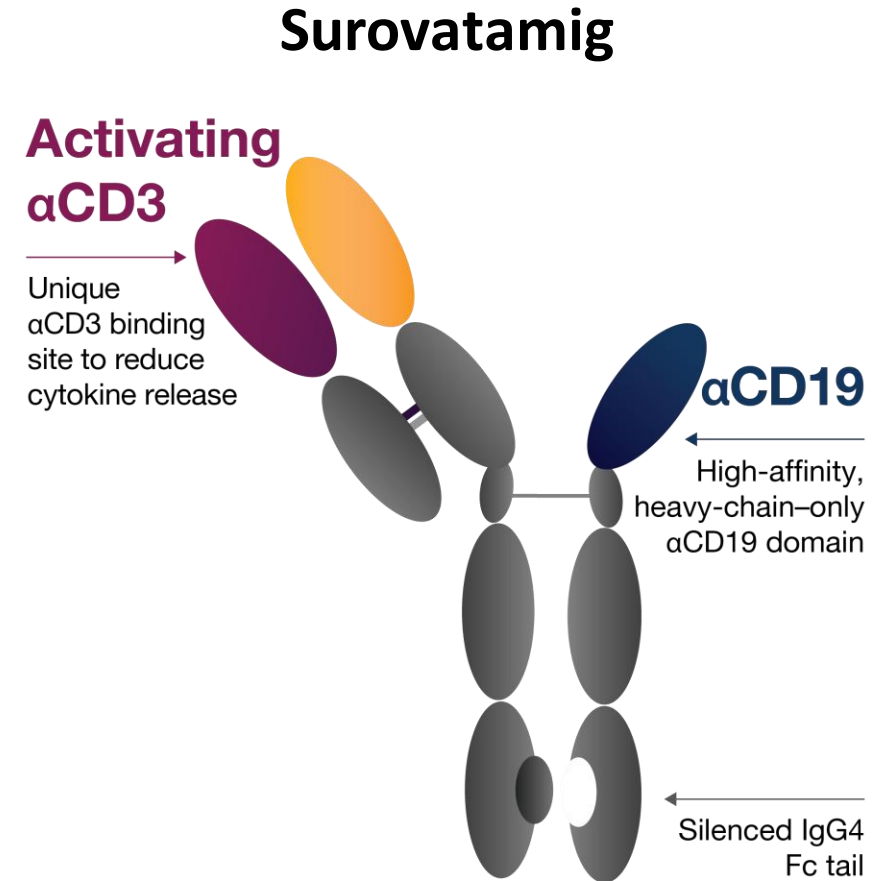 Surovatamig
Activating
αCD3
Unique
αCD3 binding
site to reduce
cytokine release
αCD19
High-affinity,
heavy-chain–only
αCD19 domain
Silenced IgG4
Fc tail